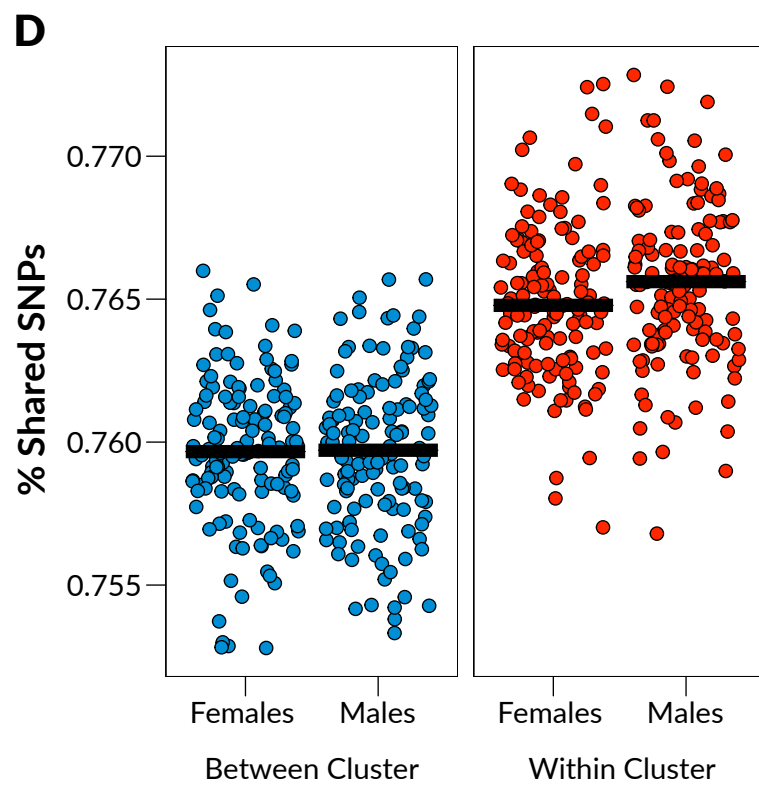 D
% Shared SNPs
0.770
0.765
0.760
0.755
Females Males Females Males
Between Cluster Within Cluster